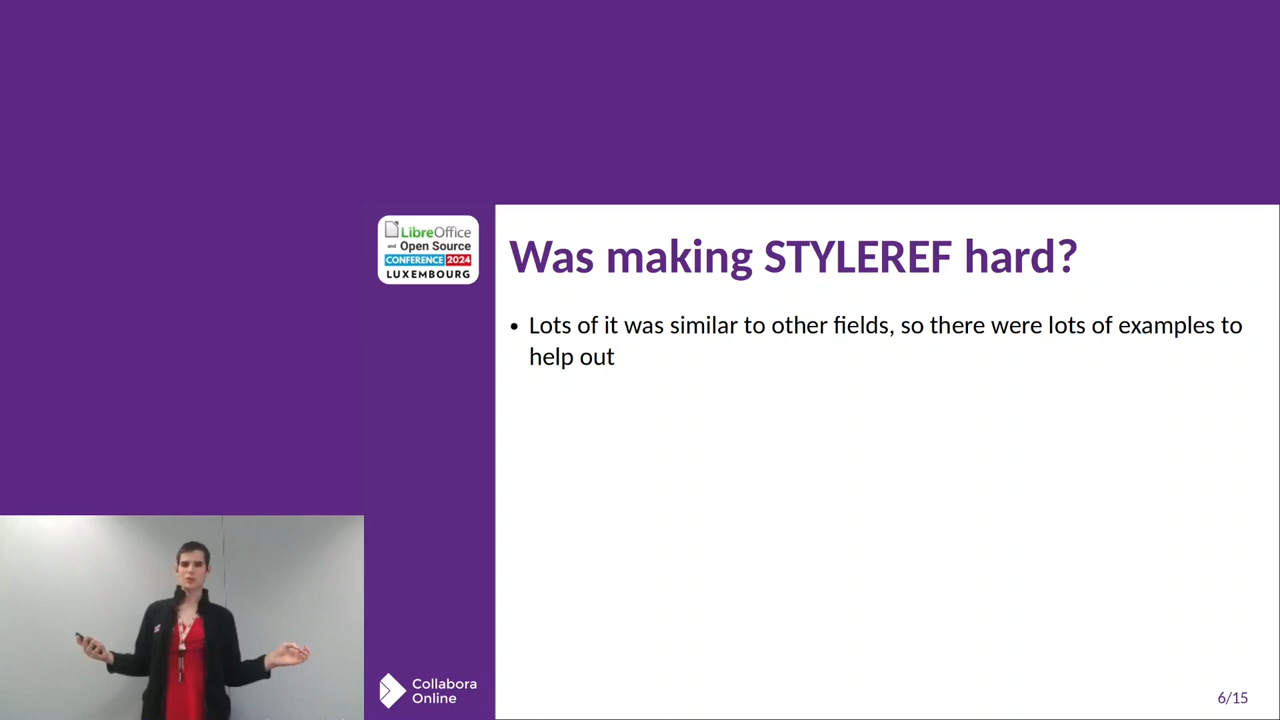 LibreOffice
and Open Source
CONFERENCE 2024
LUXEMBOURG
Was making STYLEREF hard?
• Lots of it was similar to other fields, so there were lots of examples to
help out
Collabora
Online
6/15